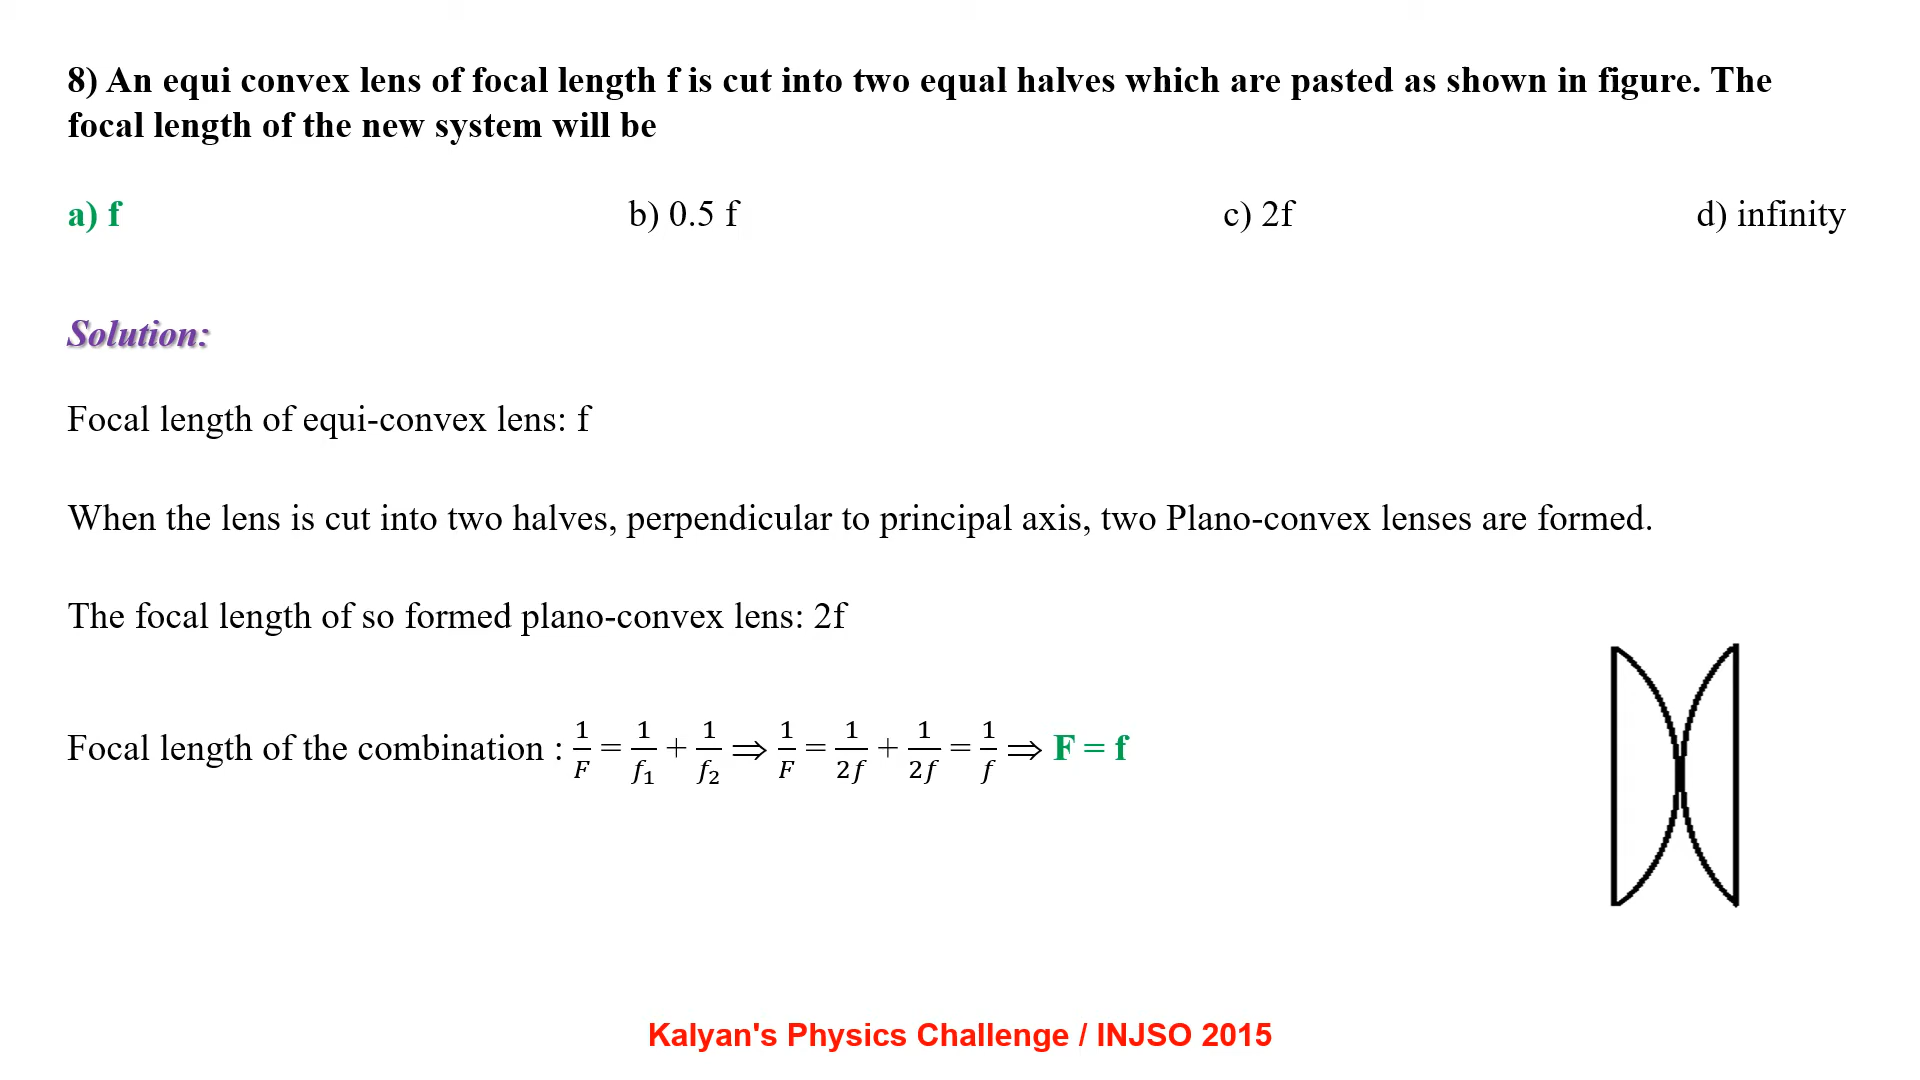 8) An equi convex lens of focal length f is cut into two equal halves which are pasted as shown in figure. The
focal length of the new system will be
a) f b) 0.5 f c) 2f d) infinity
Solution:
Focal length of equi-convex lens: f
When the lens is cut into two halves, perpendicular to principal axis, two Plano-convex lenses are formed.
The focal length of so formed plano-convex lens: 2f
Focal length of the combination : 1/F = 1/f₁ + 1/f₂ ⟹ 1/F = 1/2f + 1/2f = 1/f ⟹ F = f
Kalyan's Physics Challenge / INJSO 2015